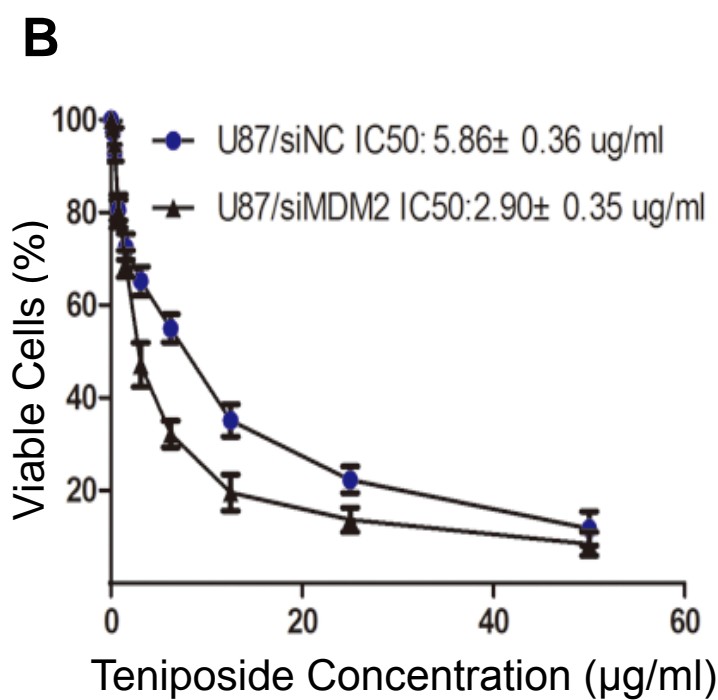 B
U87/siNC IC50: 5.86± 0.36 ug/ml
U87/siMDM2 IC50:2.90± 0.35 ug/ml
Viable Cells (%)
100
80
60
40
20
0 20 40 60
Teniposide Concentration (µg/ml)